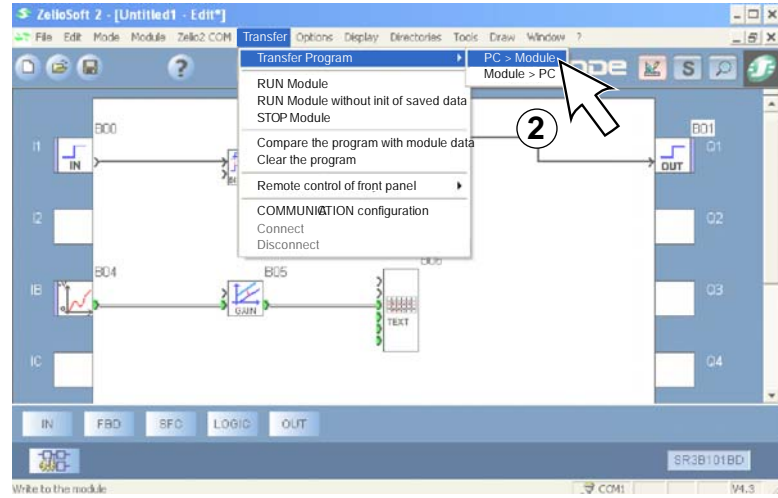 ZelioSoft 2 - [Untitled1 - Edit*]
File Edit Mode Module Zelio2 COM Transfer Options Display Directories Tools Draw Window ?
Transfer Program
PC > Module
Module > PC
S
RUN Module
RUN Module without init of saved data
STOP Module
2
Compare the program with module data
Clear the program
Remote control of front panel
COMMUNICATION configuration
Connect
Disconnect
B00
B01
I1
IN
OUT
Q1
I2
Q2
B04
B05
IB
GAIN
TEXT
Q3
IC
Q4
IN FBD SFC LOGIC OUT
SR3B101BD
Write to the module
COM1
V4.3